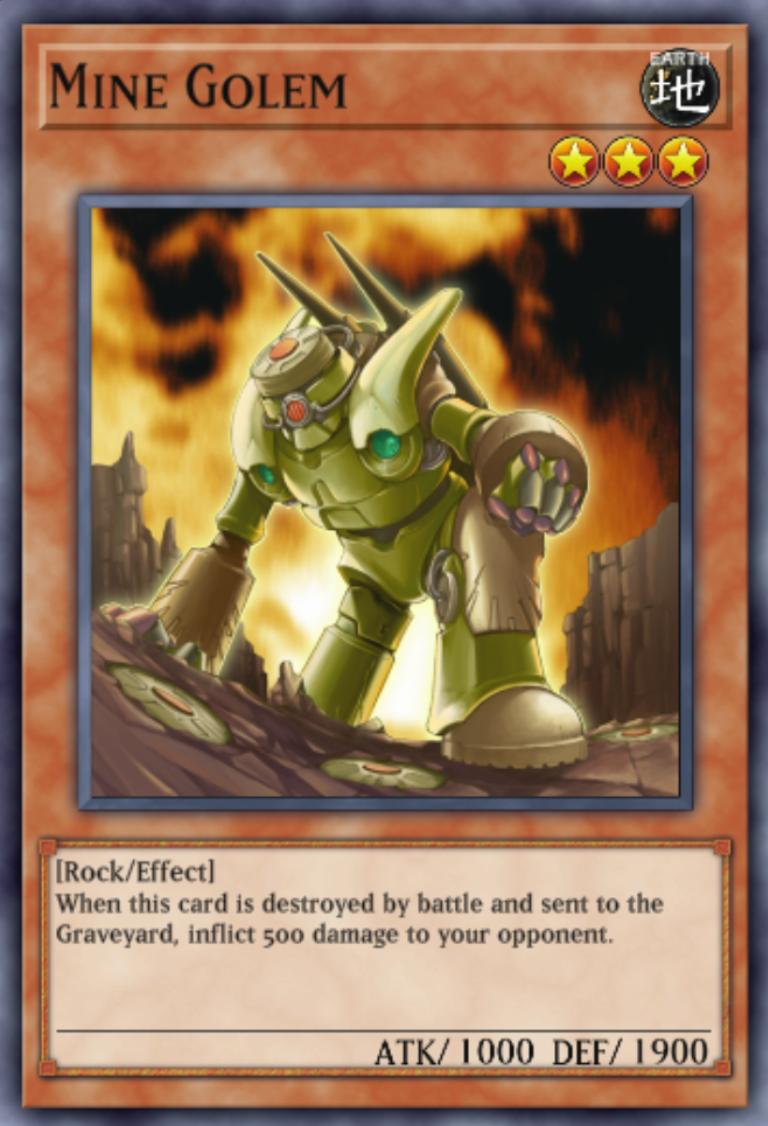 Mine Golem
EARTH
地
[Rock/Effect]
When this card is destroyed by battle and sent to the
Graveyard, inflict 500 damage to your opponent.
ATK/ 1000 DEF/ 1900